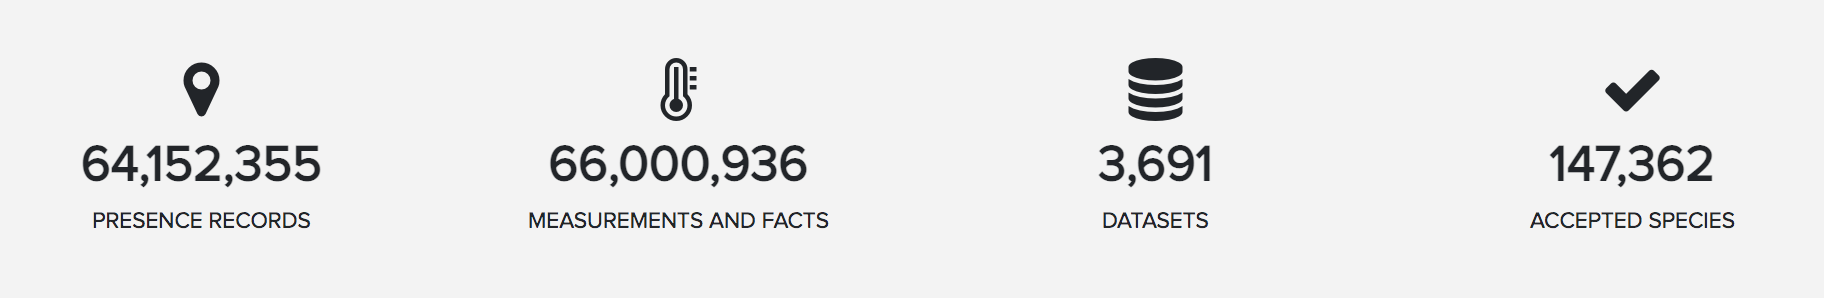 64,152,355 66,000,936 3,691 147,362
PRESENCE RECORDS MEASUREMENTS AND FACTS DATASETS ACCEPTED SPECIES